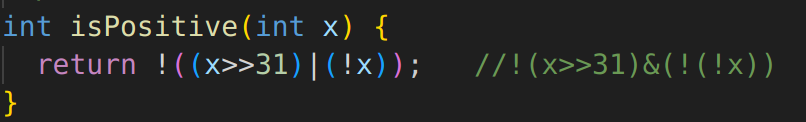 int isPositive(int x) {
  return !((x>>31)|(!x));   //!(x>>31)&(!(!x))
}